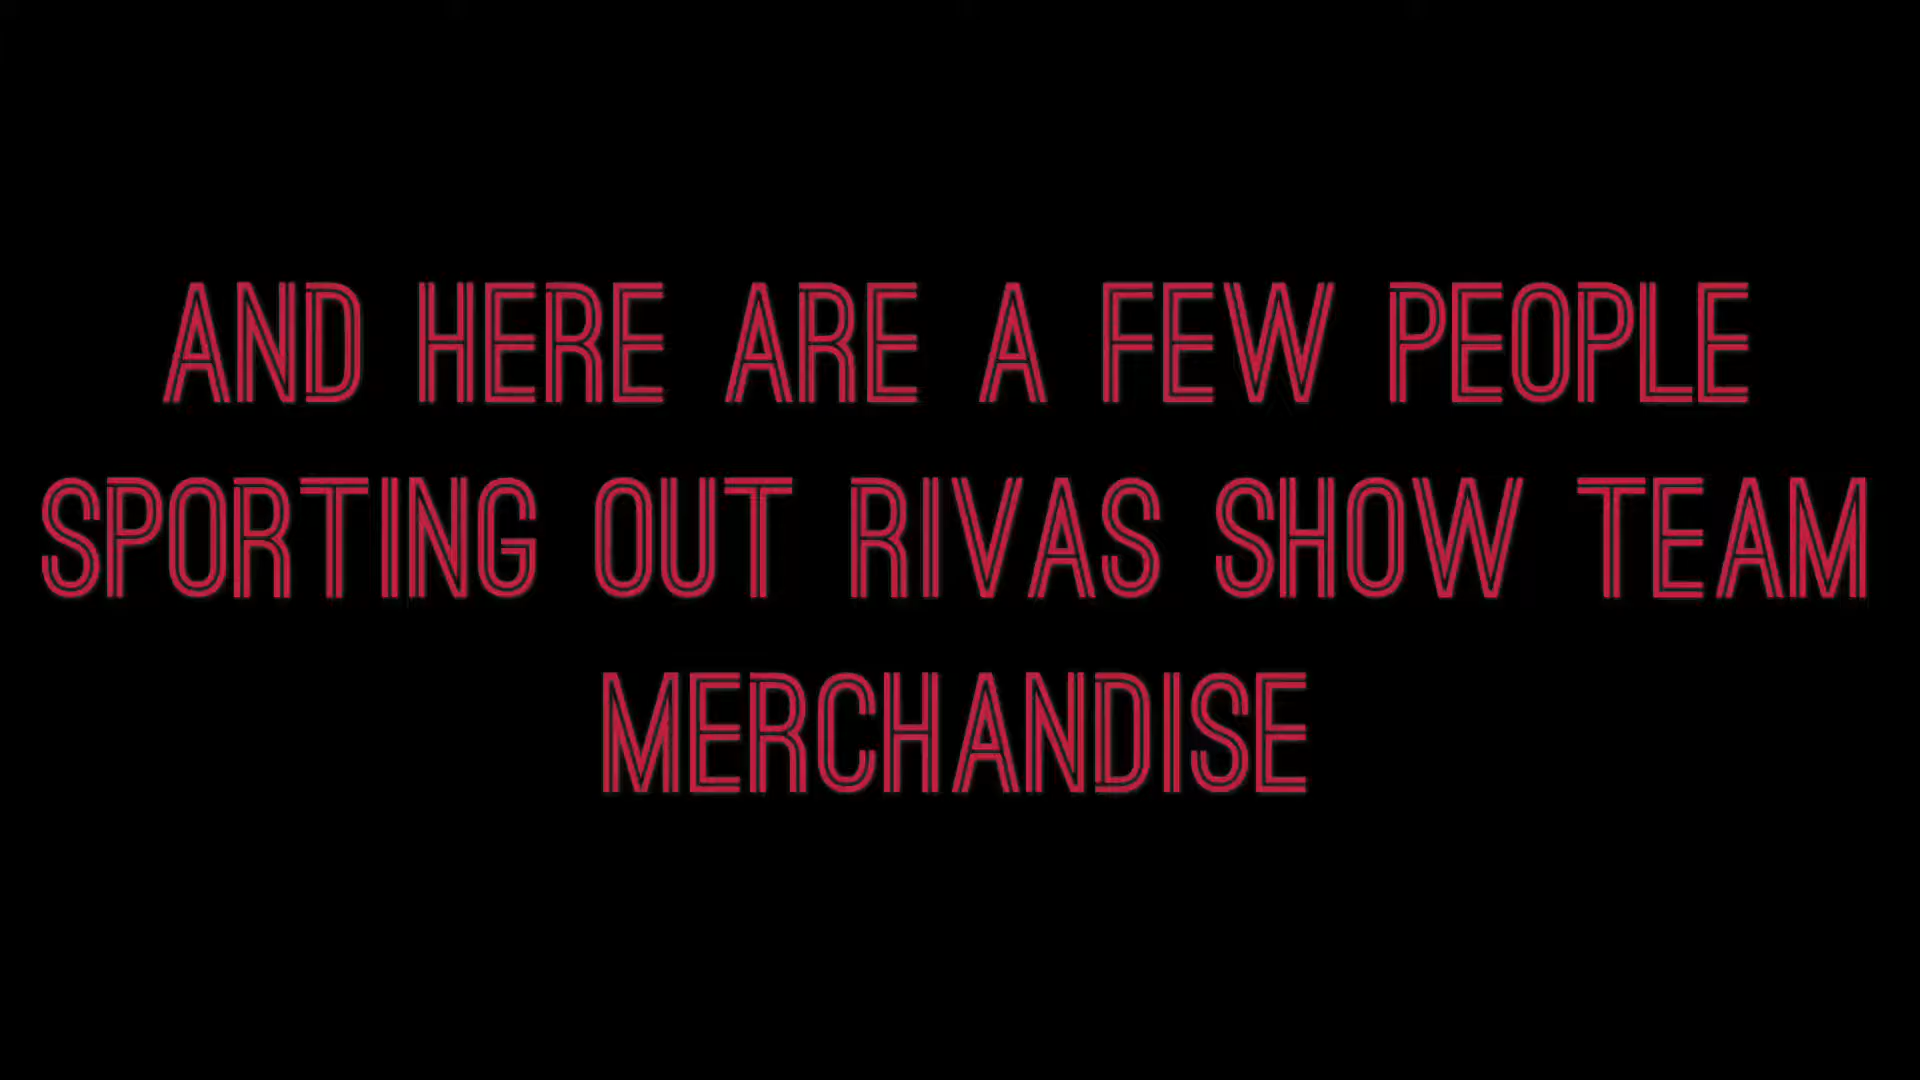 AND HERE ARE A FEW PEOPLE
SPORTING OUT RIVAS SHOW TEAM
MERCHANDISE